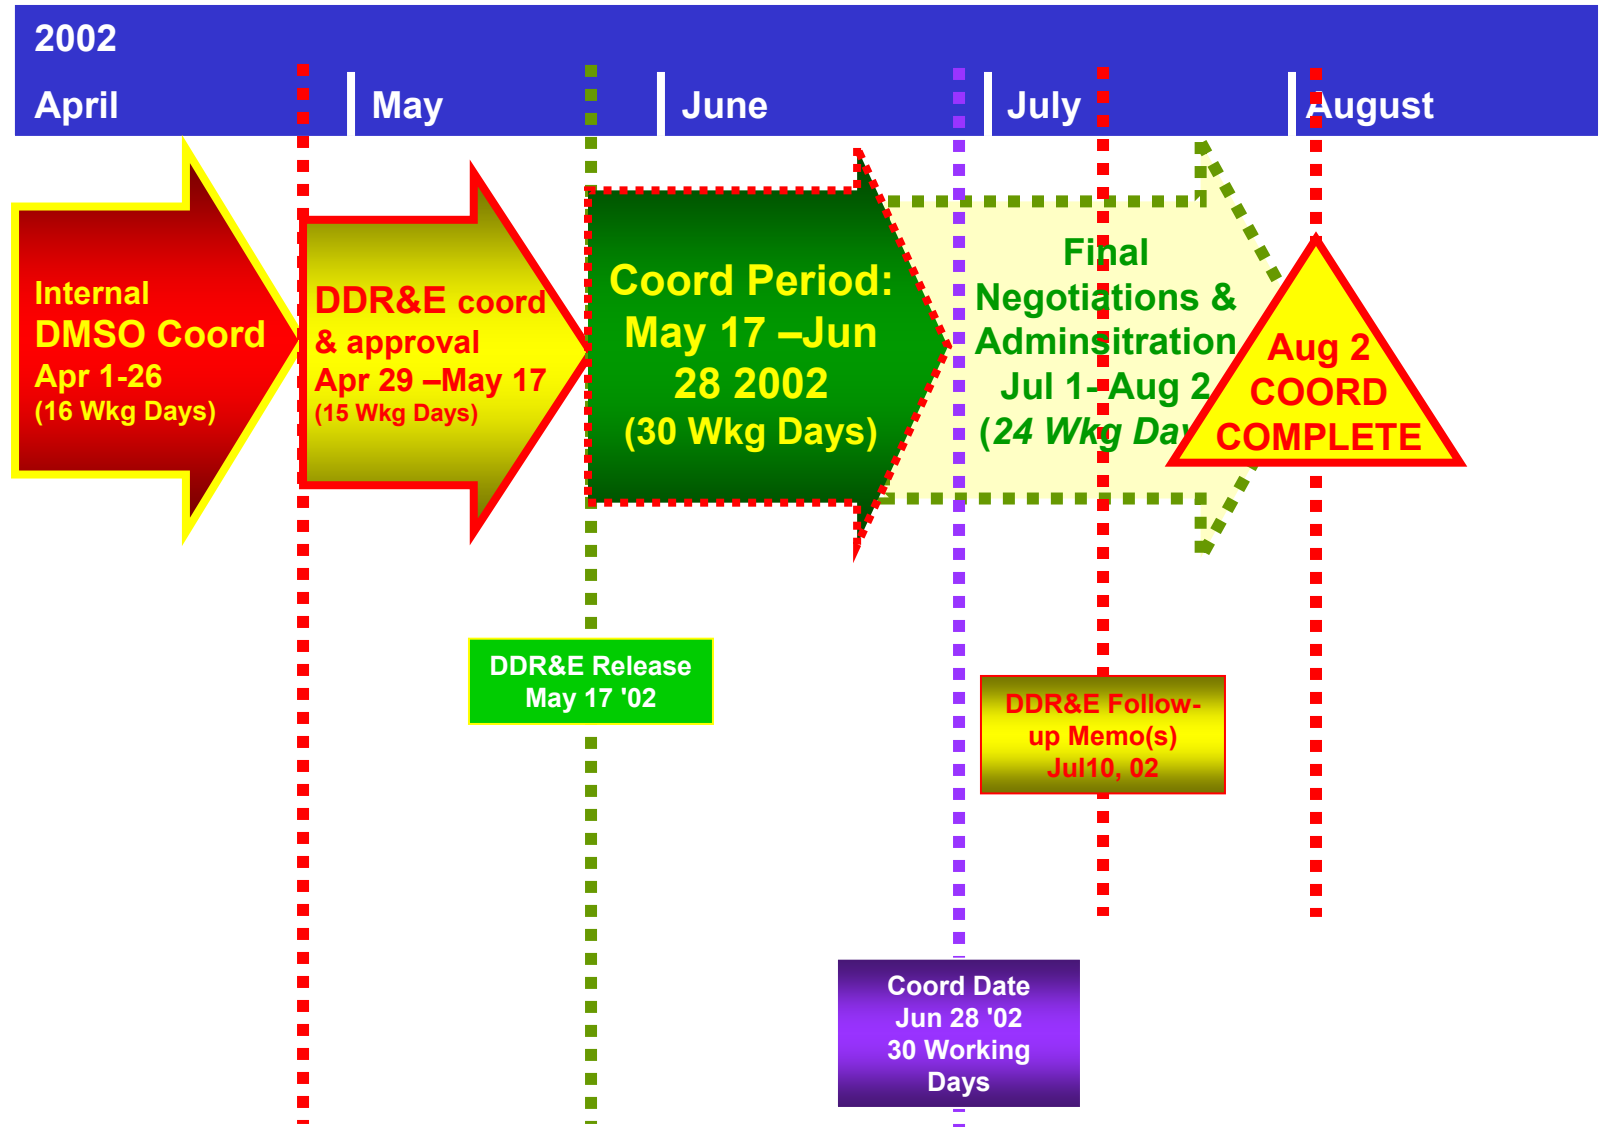 2002
April
May
June
July
August
Internal
DMSO Coord
Apr 1-26
(16 Wkg Days)
DDR&E coord
& approval
Apr 29 –May 17
(15 Wkg Days)
Coord Period:
May 17 –Jun
28 2002
(30 Wkg Days)
Final
Negotiations &
Adminsitration
Jul 1- Aug 2
(24 Wkg Day
Aug 2
COORD
COMPLETE
DDR&E Release
May 17 '02
DDR&E Follow-
up Memo(s)
Jul10, 02
Coord Date
Jun 28 '02
30 Working
Days